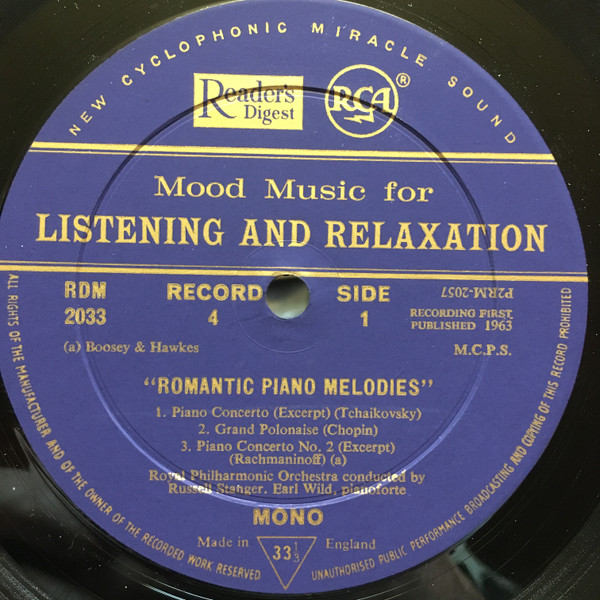 NEW CYCLOPHONIC MIRACLE SOUND
Reader's
Digest
RCA ®
Mood Music for
LISTENING AND RELAXATION
RDM
2033
RECORD
4
SIDE
1
P2RM-2057
RECORDING FIRST
PUBLISHED 1963
(a) Boosey & Hawkes
M.C.P.S.
"ROMANTIC PIANO MELODIES"
1. Piano Concerto (Excerpt) (Tchaikovsky)
2. Grand Polonaise (Chopin)
3. Piano Concerto No. 2 (Excerpt)
(Rachmaninoff) (a)
Royal Philharmonic Orchestra conducted by
Russell Stanger. Earl Wild, pianoforte
MONO
Made in
33 1/3
England
ALL RIGHTS OF THE MANUFACTURER AND OF THE OWNER OF THE RECORDED WORK RESERVED
UNAUTHORISED PUBLIC PERFORMANCE BROADCASTING AND COPYING OF THIS RECORD PROHIBITED